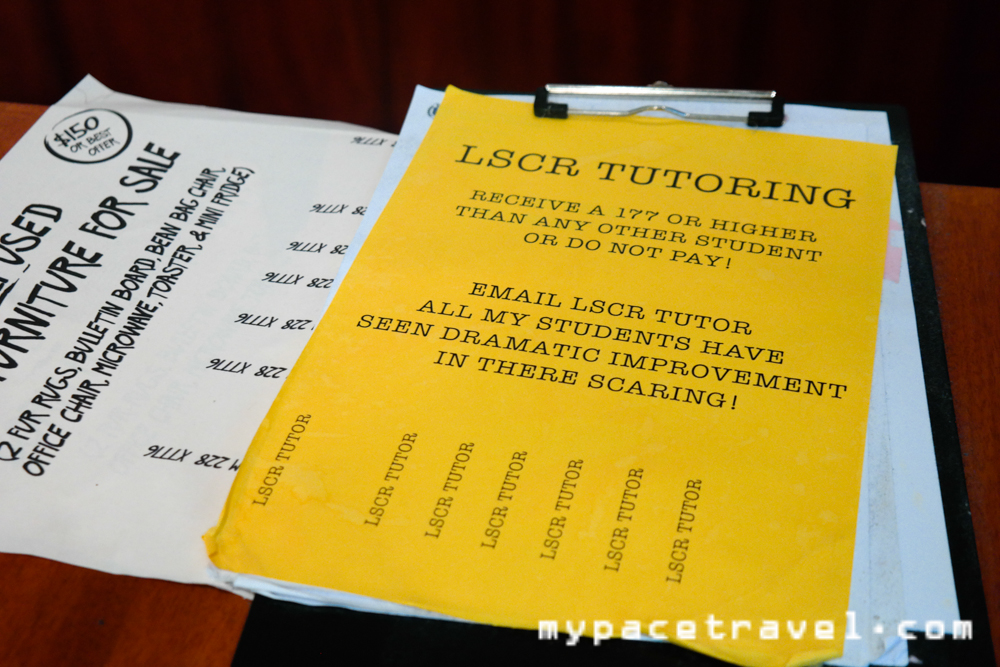 $150
OR BEST
OFFER
USED
FURNITURE FOR SALE
(2 FUR RUGS, BULLETIN BOARD, BEAN BAG CHAIR,
OFFICE CHAIR, MICROWAVE, TOASTER, & MINI FRIDGE)
LSCR TUTORING
RECEIVE A 177 OR HIGHER
THAN ANY OTHER STUDENT
OR DO NOT PAY!
EMAIL LSCR TUTOR
ALL MY STUDENTS HAVE
SEEN DRAMATIC IMPROVEMENT
IN THERE SCARING!
LSCR TUTOR
LSCR TUTOR
LSCR TUTOR
LSCR TUTOR
LSCR TUTOR
LSCR TUTOR
LSCR TUTOR
mypacetravel.com